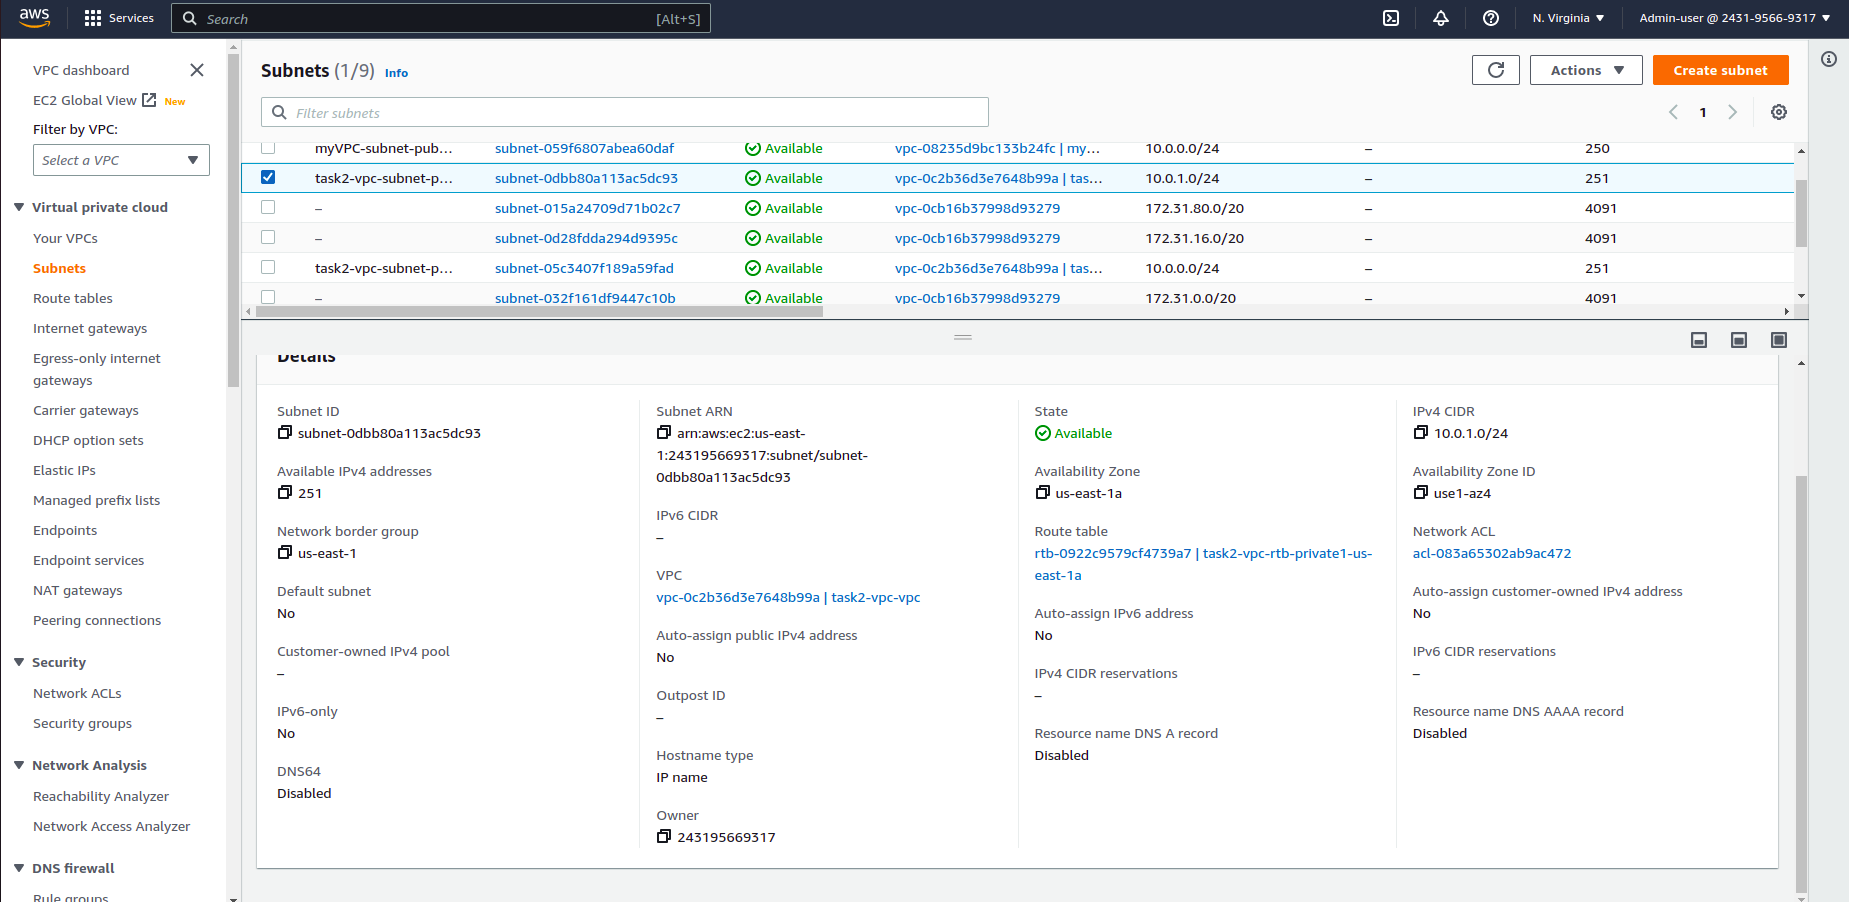 aws
Services
Search [Alt+S]
N. Virginia
Admin-user @ 2431-9566-9317
VPC dashboard
EC2 Global View New
Filter by VPC:
Select a VPC
Virtual private cloud
Your VPCs
Subnets
Route tables
Internet gateways
Egress-only internet
gateways
Carrier gateways
DHCP option sets
Elastic IPs
Managed prefix lists
Endpoints
Endpoint services
NAT gateways
Peering connections
Security
Network ACLs
Security groups
Network Analysis
Reachability Analyzer
Network Access Analyzer
DNS firewall
Rule groups
Subnets (1/9) Info
Actions
Create subnet
Filter subnets
1
myVPC-subnet-pub... subnet-059f6807abea60daf Available vpc-08235d9bc133b24fc | my... 10.0.0.0/24 – 250
task2-vpc-subnet-p... subnet-0dbb80a113ac5dc93 Available vpc-0c2b36d3e7648b99a | tas... 10.0.1.0/24 – 251
– subnet-015a24709d71b02c7 Available vpc-0cb16b37998d93279 172.31.80.0/20 – 4091
– subnet-0d28fdda294d9395c Available vpc-0cb16b37998d93279 172.31.16.0/20 – 4091
task2-vpc-subnet-p... subnet-05c3407f189a59fad Available vpc-0c2b36d3e7648b99a | tas... 10.0.0.0/24 – 251
– subnet-032f161df9447c10b Available vpc-0cb16b37998d93279 172.31.0.0/20 – 4091
Details
Subnet ID
subnet-0dbb80a113ac5dc93
Available IPv4 addresses
251
Network border group
us-east-1
Default subnet
No
Customer-owned IPv4 pool
–
IPv6-only
No
DNS64
Disabled
Subnet ARN
arn:aws:ec2:us-east-
1:243195669317:subnet/subnet-
0dbb80a113ac5dc93
IPv6 CIDR
–
VPC
vpc-0c2b36d3e7648b99a | task2-vpc-vpc
Auto-assign public IPv4 address
No
Outpost ID
–
Hostname type
IP name
Owner
243195669317
State
Available
Availability Zone
us-east-1a
Route table
rtb-0922c9579cf4739a7 | task2-vpc-rtb-private1-us-
east-1a
Auto-assign IPv6 address
No
IPv4 CIDR reservations
–
Resource name DNS A record
Disabled
IPv4 CIDR
10.0.1.0/24
Availability Zone ID
use1-az4
Network ACL
acl-083a65302ab9ac472
Auto-assign customer-owned IPv4 address
No
IPv6 CIDR reservations
–
Resource name DNS AAAA record
Disabled